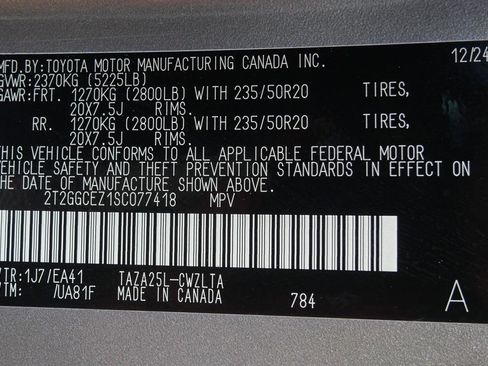 MFD.BY:TOYOTA MOTOR MANUFACTURING CANADA INC. 12/24
GVWR:2370KG (5225LB)
GAWR:FRT. 1270KG (2800LB) WITH 235/50R20 TIRES,
20X7.5J RIMS.
RR. 1270KG (2800LB) WITH 235/50R20 TIRES,
20X7.5J RIMS.
THIS VEHICLE CONFORMS TO ALL APPLICABLE FEDERAL MOTOR
VEHICLE SAFETY AND THEFT PREVENTION STANDARDS IN EFFECT ON
THE DATE OF MANUFACTURE SHOWN ABOVE.
2T2GGCEZ1SC077418 MPV
C/TR:1J7/EA41 TAZA25L-CWZLTA
A/TM: /UA81F MADE IN CANADA 784 A